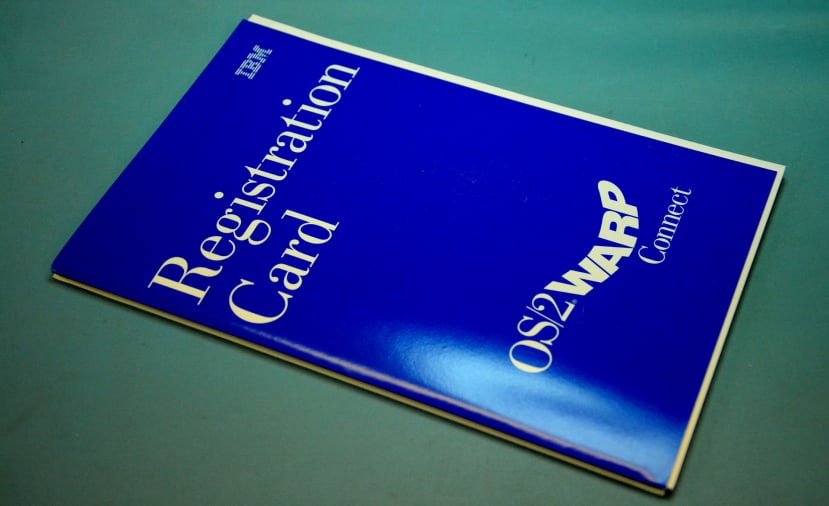 IBM
Registration
Card
OS/2® WARP
Connect